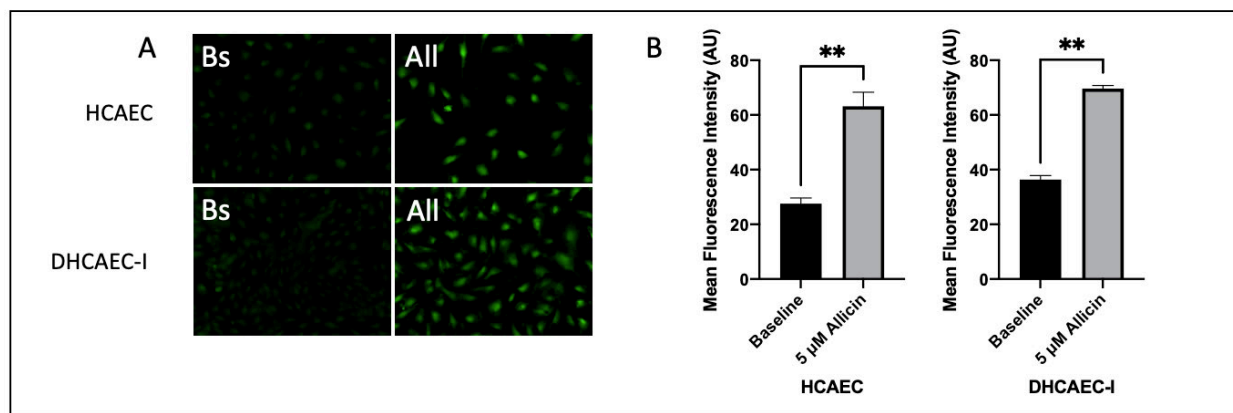 A
Bs
All
HCAEC
Bs
All
DHCAEC-I
B
Mean Fluorescence Intensity (AU)
80
60
40
20
0
**
Baseline
5 µM Allicin
HCAEC
Mean Fluorescence Intensity (AU)
80
60
40
20
0
**
Baseline
5 µM Allicin
DHCAEC-I